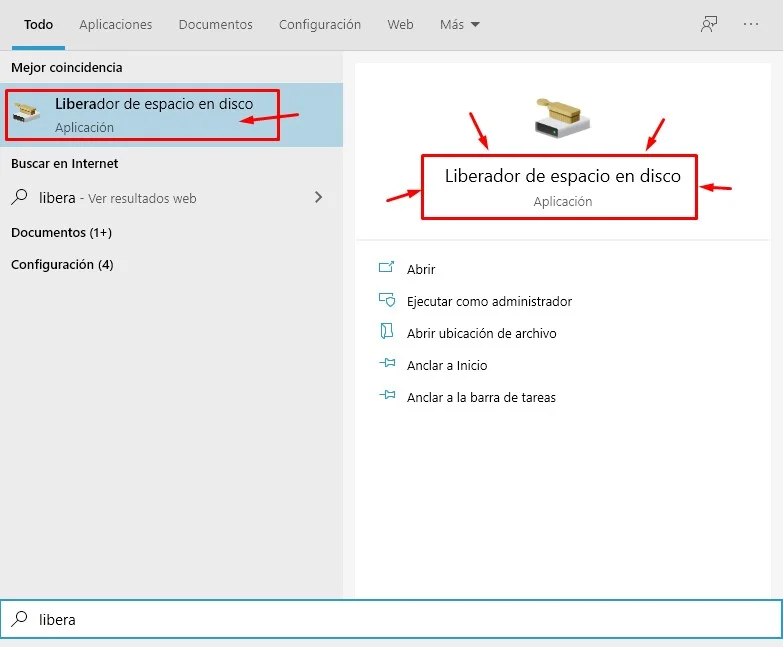 Todo Aplicaciones Documentos Configuración Web Más
Mejor coincidencia
Liberador de espacio en disco
Aplicación
Buscar en Internet
libera - Ver resultados web
Documentos (1+)
Configuración (4)
Liberador de espacio en disco
Aplicación
Abrir
Ejecutar como administrador
Abrir ubicación de archivo
Anclar a Inicio
Anclar a la barra de tareas
libera